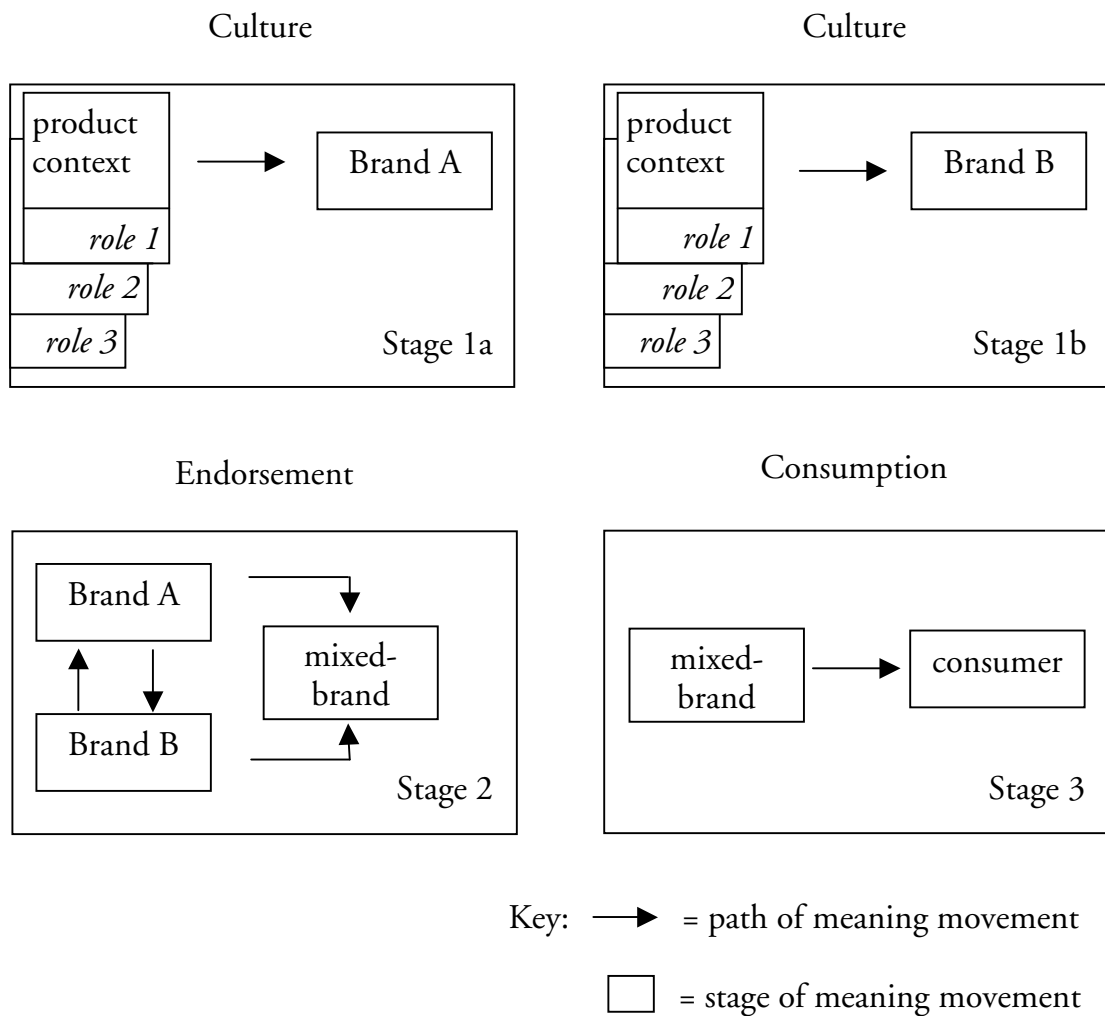 Culture
product
context
Brand A
role 1
role 2
role 3
Stage 1a
Culture
product
context
Brand B
role 1
role 2
role 3
Stage 1b
Endorsement
Brand A
mixed-
brand
Brand B
Stage 2
Consumption
mixed-
brand
consumer
Stage 3
Key: = path of meaning movement
= stage of meaning movement